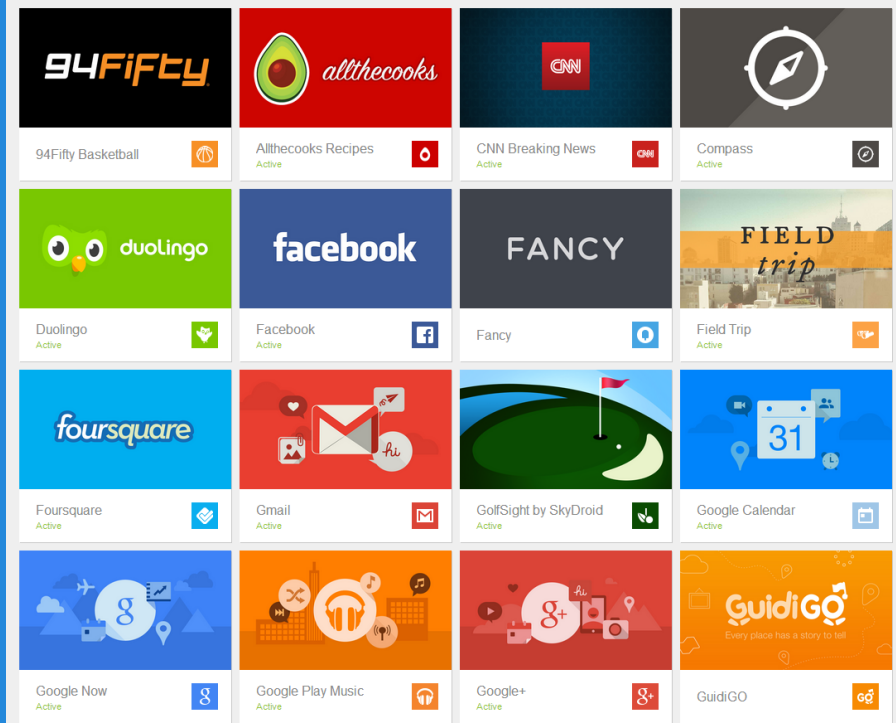 94FiFty
allthecooks
CNN
94Fifty Basketball
Allthecooks Recipes
Active
CNN
CNN Breaking News
Active
CNN
Compass
Active
duolingo
facebook
FANCY
FIELD
trip
Duolingo
Active
Facebook
Active
f
Fancy
Field Trip
Active
foursquare
hi
31
Foursquare
Active
Gmail
Active
M
GolfSight by SkyDroid
Active
Google Calendar
Active
g
hi
g+
GuidiGO
Every place has a story to tell
Google Now
Active
g
Google Play Music
Active
Google+
Active
g+
GuidiGO
GO